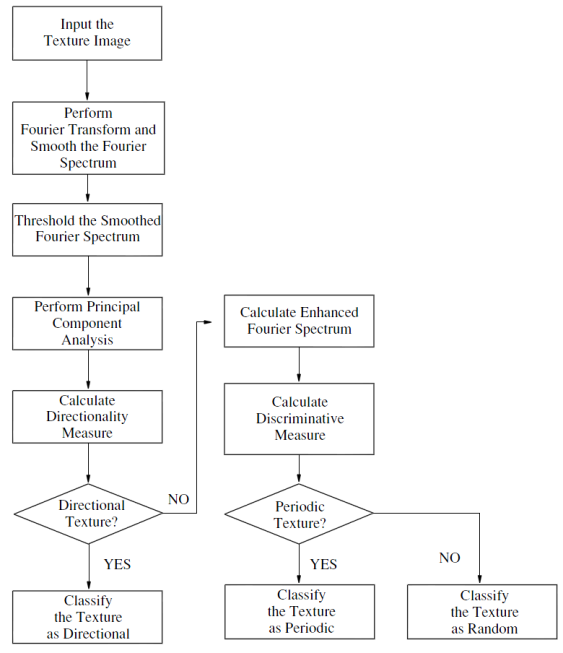 Input the
Texture Image
Perform
Fourier Transform and
Smooth the Fourier
Spectrum
Threshold the Smoothed
Fourier Spectrum
Perform Principal
Component
Analysis
Calculate
Directionality
Measure
Directional
Texture?
NO
YES
Classify
the Texture
as Directional
Calculate Enhanced
Fourier Spectrum
Calculate
Discriminative
Measure
Periodic
Texture?
YES
NO
Classify
the Texture
as Periodic
Classify
the Texture
as Random